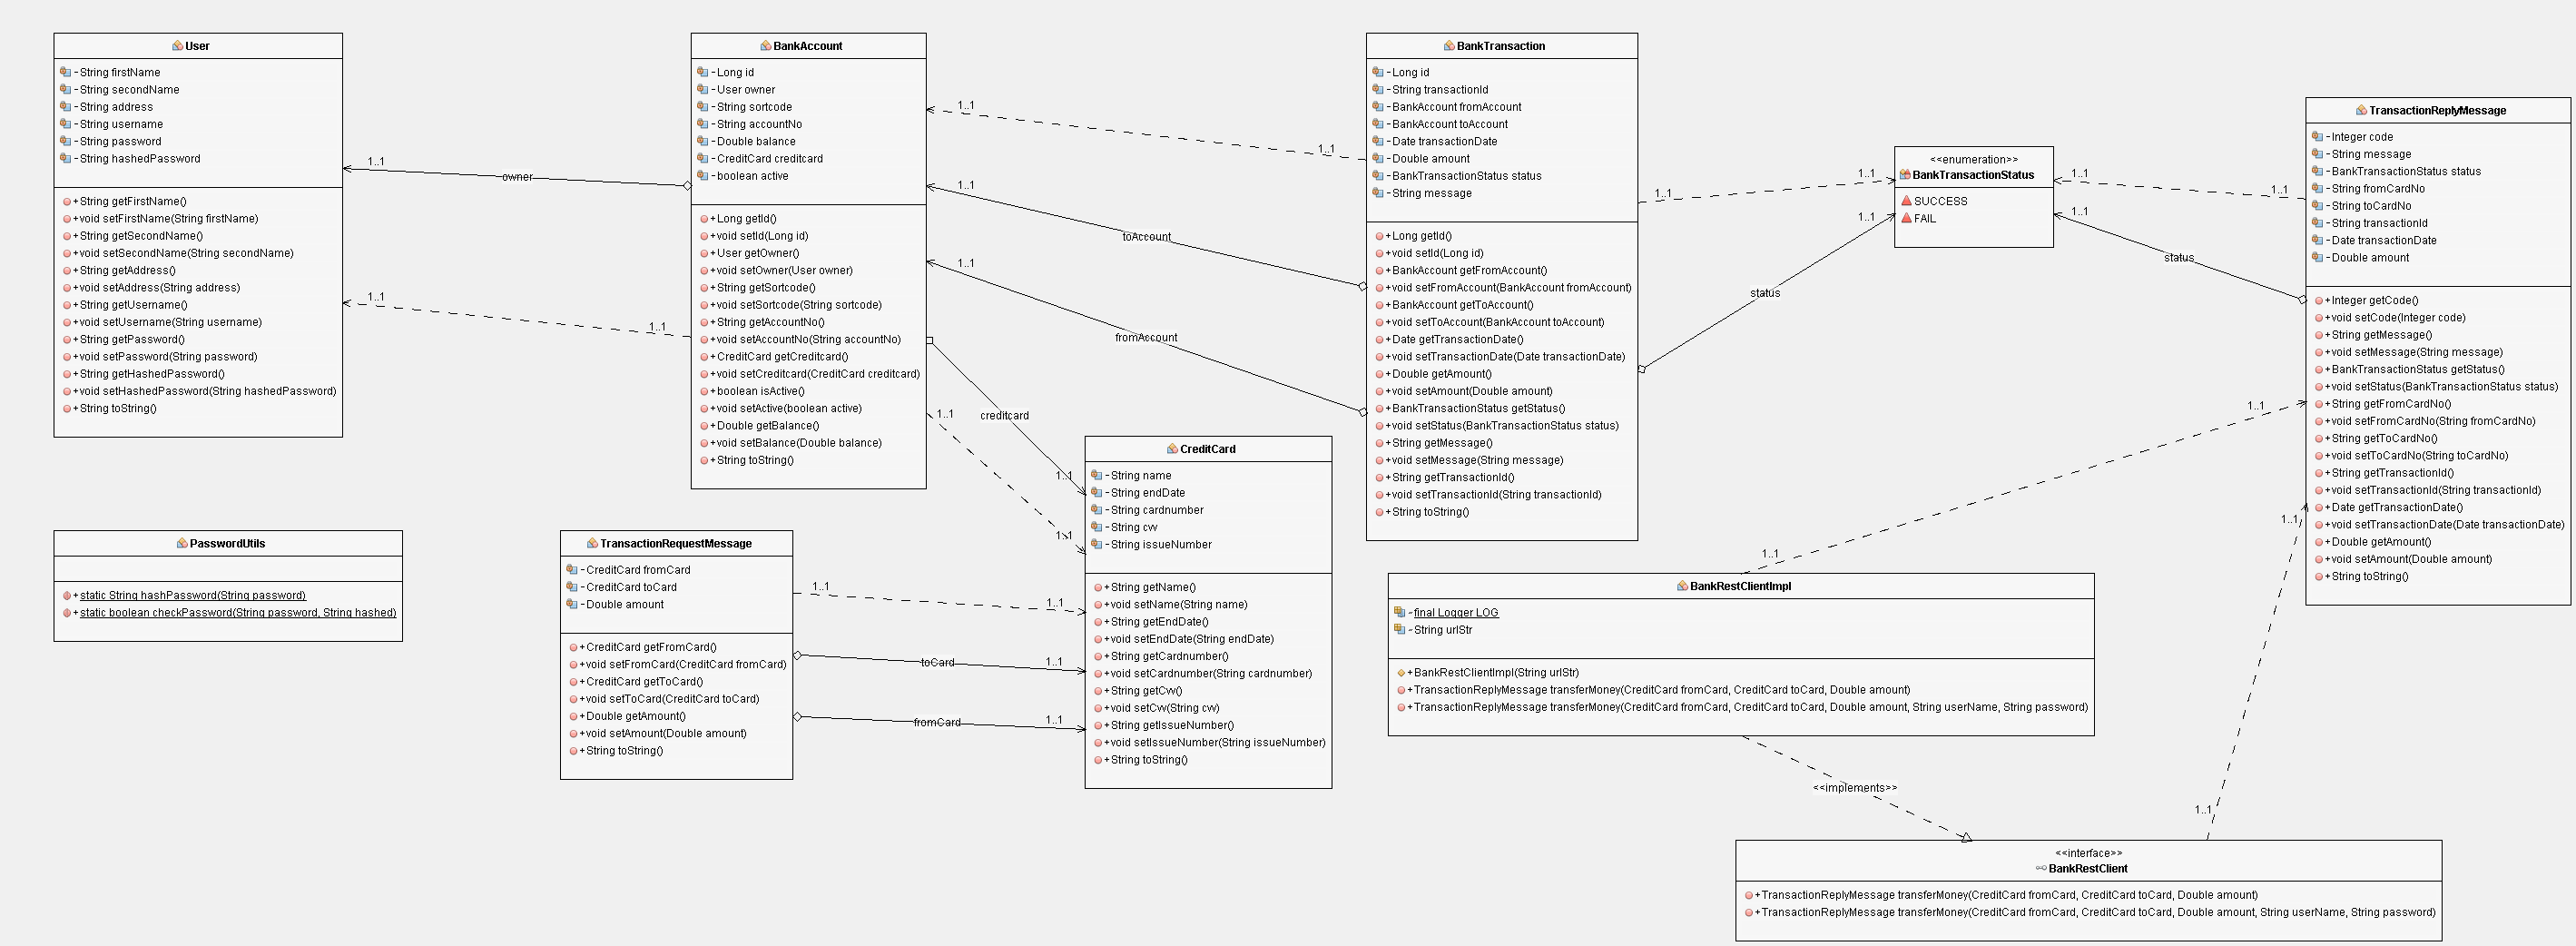 User
- String firstName
- String secondName
- String address
- String username
- String password
- String hashedPassword
+ String getFirstName()
+ void setFirstName(String firstName)
+ String getSecondName()
+ void setSecondName(String secondName)
+ String getAddress()
+ void setAddress(String address)
+ String getUsername()
+ void setUsername(String username)
+ String getPassword()
+ void setPassword(String password)
+ String getHashedPassword()
+ void setHashedPassword(String hashedPassword)
+ String toString()
1..1
owner
1..1
1..1
BankAccount
- Long id
- User owner
- String sortcode
- String accountNo
- Double balance
- CreditCard creditcard
- boolean active
+ Long getId()
+ void setId(Long id)
+ User getOwner()
+ void setOwner(User owner)
+ String getSortcode()
+ void setSortcode(String sortcode)
+ String getAccountNo()
+ void setAccountNo(String accountNo)
+ CreditCard getCreditcard()
+ void setCreditcard(CreditCard creditcard)
+ boolean isActive()
+ void setActive(boolean active)
+ Double getBalance()
+ void setBalance(Double balance)
+ String toString()
1..1
1..1
1..1
toAccount
1..1
fromAccount
creditcard
1..1
1..1
1..1
BankTransaction
- Long id
- String transactionId
- BankAccount fromAccount
- BankAccount toAccount
- Date transactionDate
- Double amount
- BankTransactionStatus status
- String message
+ Long getId()
+ void setId(Long id)
+ BankAccount getFromAccount()
+ void setFromAccount(BankAccount fromAccount)
+ BankAccount getToAccount()
+ void setToAccount(BankAccount toAccount)
+ Date getTransactionDate()
+ void setTransactionDate(Date transactionDate)
+ Double getAmount()
+ void setAmount(Double amount)
+ BankTransactionStatus getStatus()
+ void setStatus(BankTransactionStatus status)
+ String getMessage()
+ void setMessage(String message)
+ String getTransactionId()
+ void setTransactionId(String transactionId)
+ String toString()
1..1
1..1
1..1
status
<<enumeration>>
BankTransactionStatus
SUCCESS
FAIL
1..1
1..1
1..1
status
TransactionReplyMessage
- Integer code
- String message
- BankTransactionStatus status
- String fromCardNo
- String toCardNo
- String transactionId
- Date transactionDate
- Double amount
+ Integer getCode()
+ void setCode(Integer code)
+ String getMessage()
+ void setMessage(String message)
+ BankTransactionStatus getStatus()
+ void setStatus(BankTransactionStatus status)
+ String getFromCardNo()
+ void setFromCardNo(String fromCardNo)
+ String getToCardNo()
+ void setToCardNo(String toCardNo)
+ String getTransactionId()
+ void setTransactionId(String transactionId)
+ Date getTransactionDate()
+ void setTransactionDate(Date transactionDate)
+ Double getAmount()
+ void setAmount(Double amount)
+ String toString()
1..1
1..1
1..1
1..1
PasswordUtils
+ static String hashPassword(String password)
+ static boolean checkPassword(String password, String hashed)
TransactionRequestMessage
- CreditCard fromCard
- CreditCard toCard
- Double amount
+ CreditCard getFromCard()
+ void setFromCard(CreditCard fromCard)
+ CreditCard getToCard()
+ void setToCard(CreditCard toCard)
+ Double getAmount()
+ void setAmount(Double amount)
+ String toString()
1..1
1..1
toCard
1..1
fromCard
1..1
CreditCard
- String name
- String endDate
- String cardnumber
- String cvv
- String issueNumber
+ String getName()
+ void setName(String name)
+ String getEndDate()
+ void setEndDate(String endDate)
+ String getCardnumber()
+ void setCardnumber(String cardnumber)
+ String getCvv()
+ void setCvv(String cvv)
+ String getIssueNumber()
+ void setIssueNumber(String issueNumber)
+ String toString()
BankRestClientImpl
- final Logger LOG
- String urlStr
+ BankRestClientImpl(String urlStr)
+ TransactionReplyMessage transferMoney(CreditCard fromCard, CreditCard toCard, Double amount)
+ TransactionReplyMessage transferMoney(CreditCard fromCard, CreditCard toCard, Double amount, String userName, String password)
<<implements>>
<<interface>>
BankRestClient
+ TransactionReplyMessage transferMoney(CreditCard fromCard, CreditCard toCard, Double amount)
+ TransactionReplyMessage transferMoney(CreditCard fromCard, CreditCard toCard, Double amount, String userName, String password)